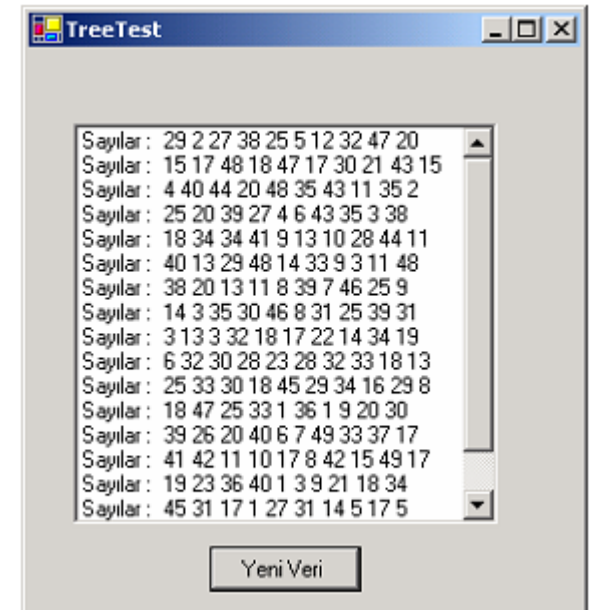 TreeTest
Sayılar : 29 2 27 38 25 5 12 32 47 20
Sayılar : 15 17 48 18 47 17 30 21 43 15
Sayılar : 4 40 44 20 48 35 43 11 35 2
Sayılar : 25 20 39 27 4 6 43 35 3 38
Sayılar : 18 34 34 41 9 13 10 28 44 11
Sayılar : 40 13 29 48 14 33 9 3 11 48
Sayılar : 38 20 13 11 8 39 7 46 25 9
Sayılar : 14 3 35 30 46 8 31 25 39 31
Sayılar : 3 13 3 32 18 17 22 14 34 19
Sayılar : 6 32 30 28 23 28 32 33 18 13
Sayılar : 25 33 30 18 45 29 34 16 29 8
Sayılar : 18 47 25 33 1 36 1 9 20 30
Sayılar : 39 26 20 40 6 7 49 33 37 17
Sayılar : 41 42 11 10 17 8 42 15 49 17
Sayılar : 19 23 36 40 1 3 9 21 18 34
Sayılar : 45 31 17 1 27 31 14 5 17 5
Yeni Veri